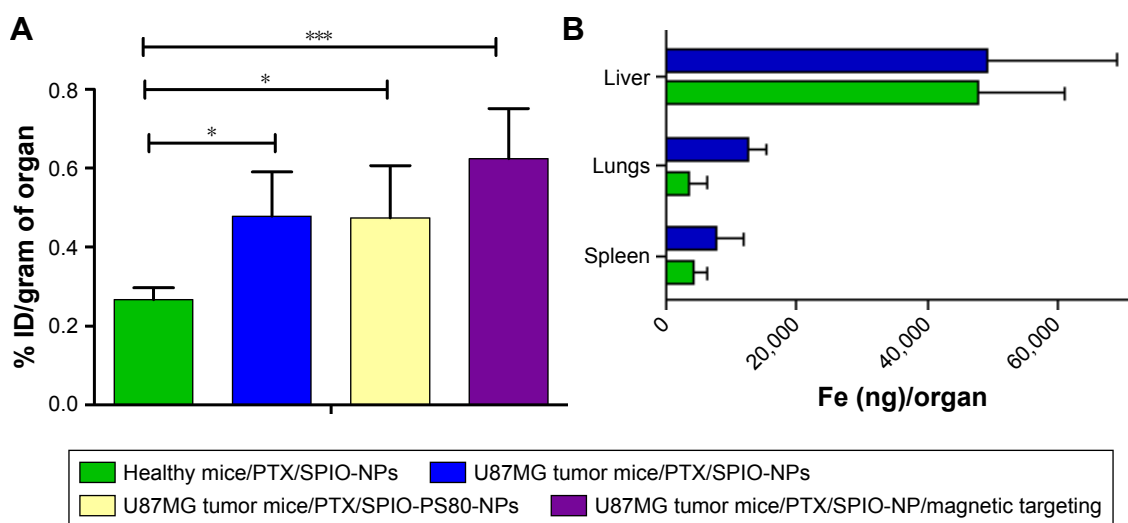 A
***
*
*
% ID/gram of organ
0.8
0.6
0.4
0.2
0.0
B
Liver
Lungs
Spleen
0
20,000
40,000
60,000
Fe (ng)/organ
Healthy mice/PTX/SPIO-NPs
U87MG tumor mice/PTX/SPIO-NPs
U87MG tumor mice/PTX/SPIO-PS80-NPs
U87MG tumor mice/PTX/SPIO-NP/magnetic targeting